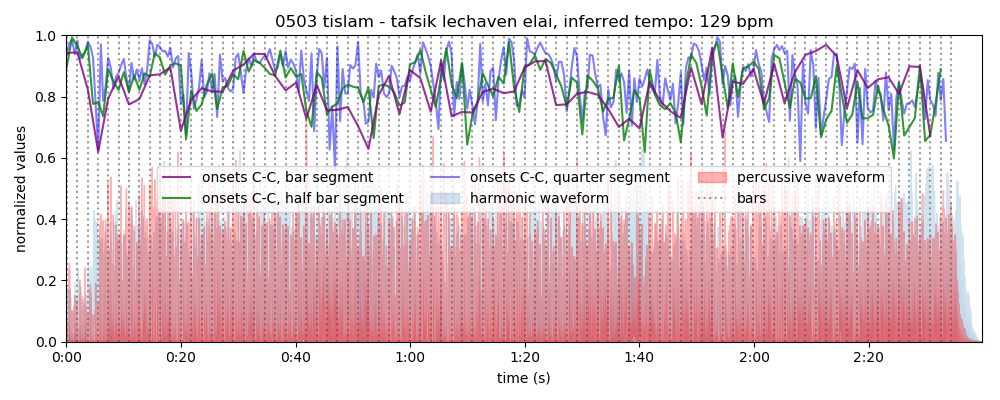 0503 tislam - tafsik lechaven elai, inferred tempo: 129 bpm
normalized values
1.0
0.8
0.6
0.4
0.2
0.0
onsets C-C, bar segment
onsets C-C, half bar segment
onsets C-C, quarter segment
harmonic waveform
percussive waveform
bars
0:00 0:20 0:40 1:00 1:20 1:40 2:00 2:20
time (s)